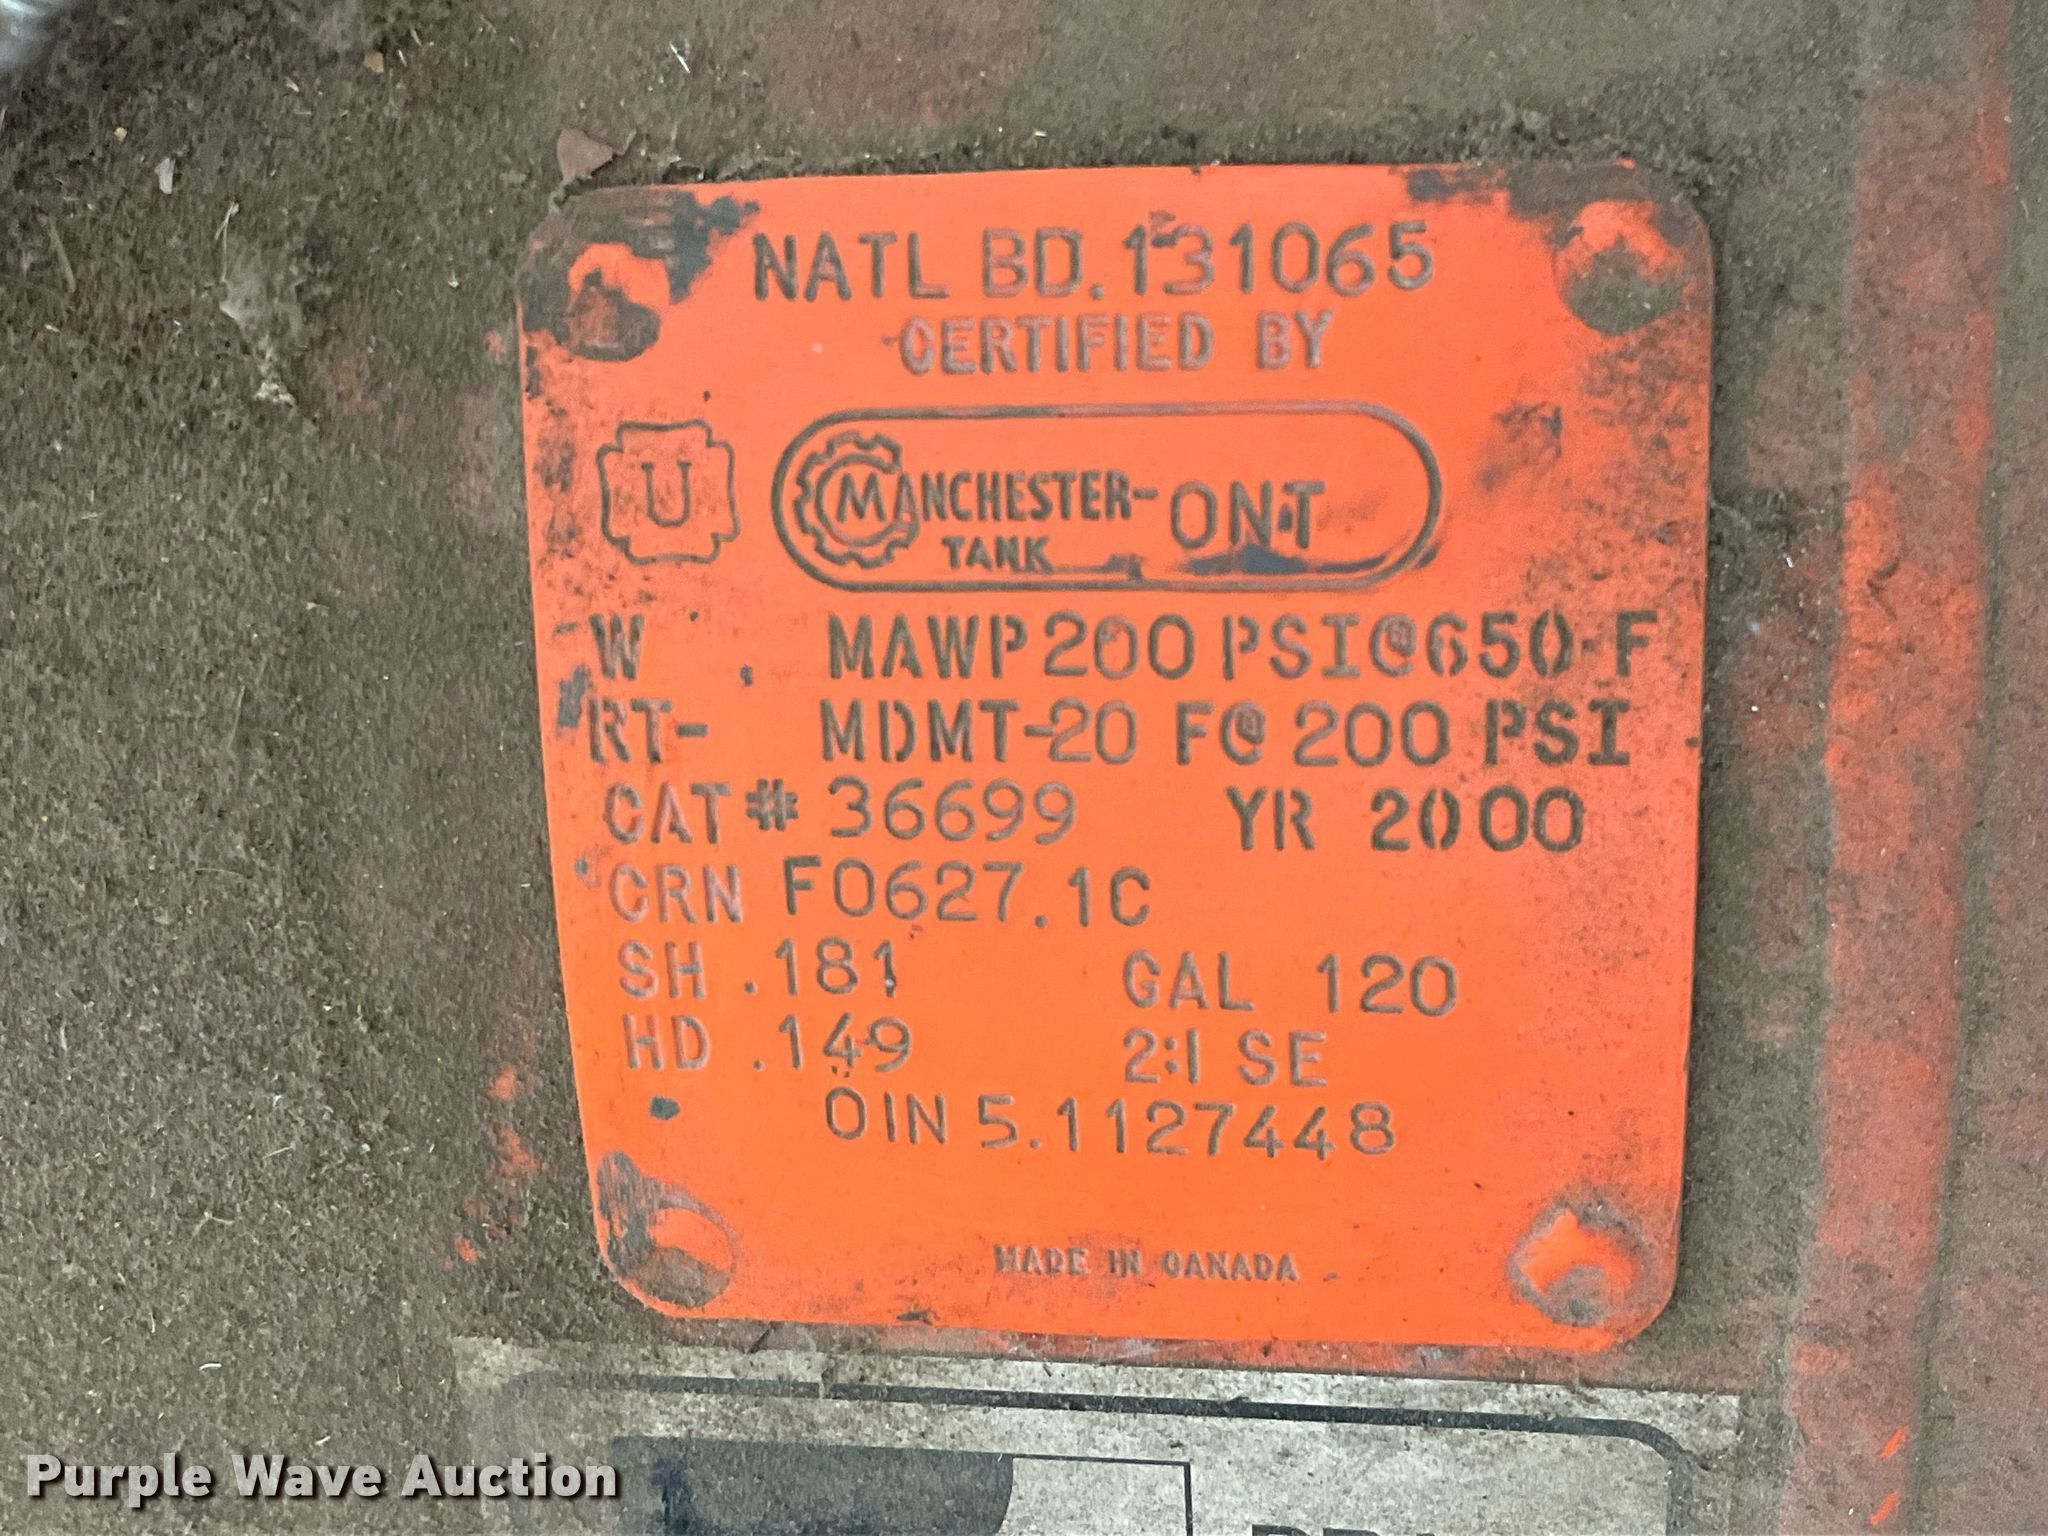 NATL BD. 131065
CERTIFIED BY
U
MANCHESTER-ONT
TANK
W MAWP 200 PSI@650 F
RT- MDMT-20 F@ 200 PSI
CAT# 36699 YR 2000
CRN F0627.1C
SH .181 GAL 120
HD .149 2:1 SE
OIN 5.1127448
MADE IN CANADA
Purple Wave Auction